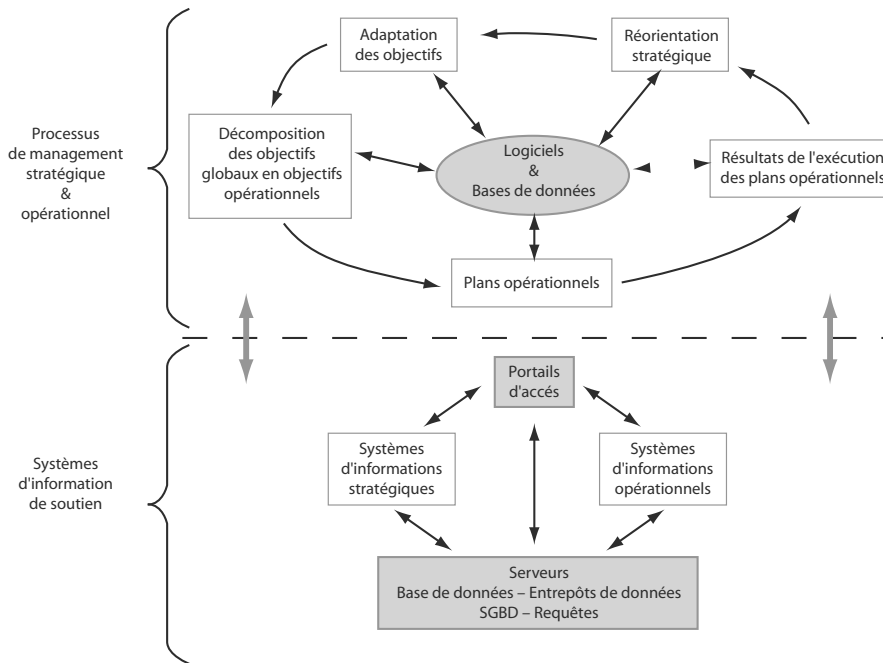 Adaptation
des objectifs
Réorientation
stratégique
Processus
de management
stratégique
&
opérationnel
Décomposition
des objectifs
globaux en objectifs
opérationnels
Logiciels
&
Bases de données
Résultats de l'exécution
des plans opérationnels
Plans opérationnels
Portails
d'accés
Systèmes
d'information
de soutien
Systèmes
d'informations
stratégiques
Systèmes
d'informations
opérationnels
Serveurs
Base de données – Entrepôts de données
SGBD – Requêtes